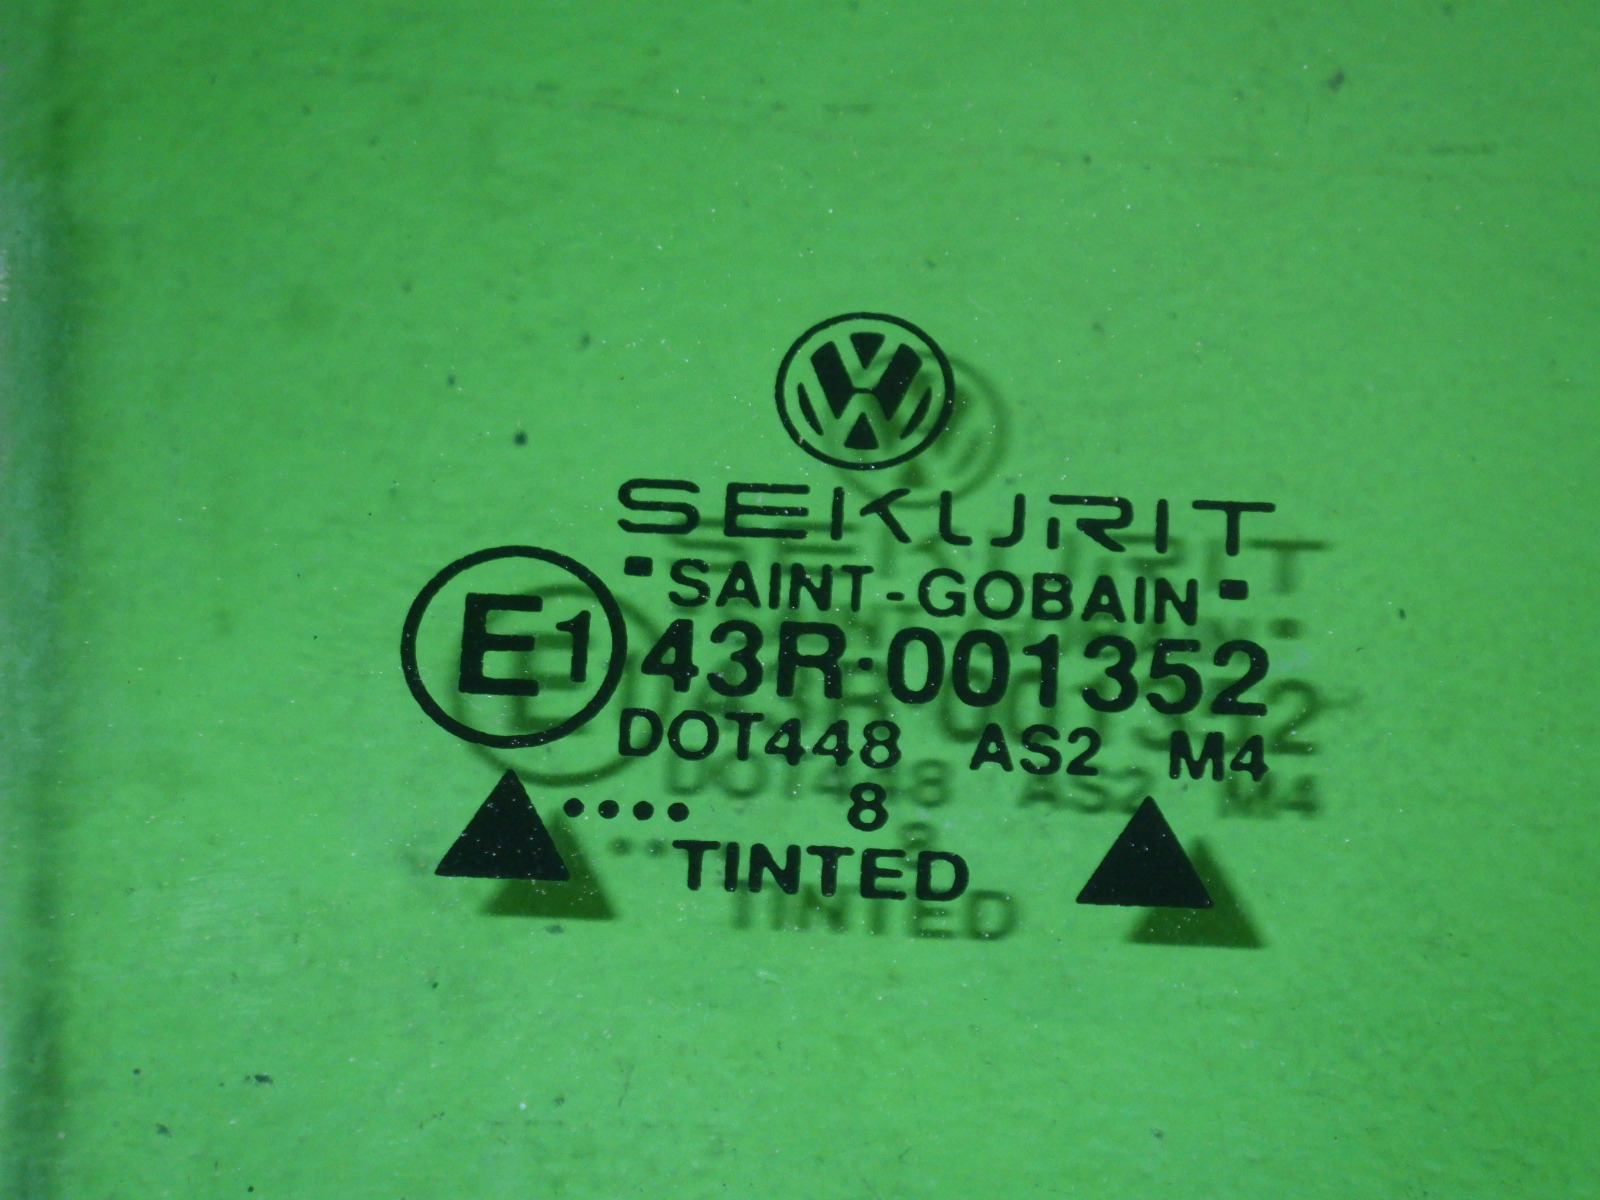 SEKURIT
SAINT-GOBAIN
E1 43R·001352
DOT448 AS2 M4
.... 8
TINTED